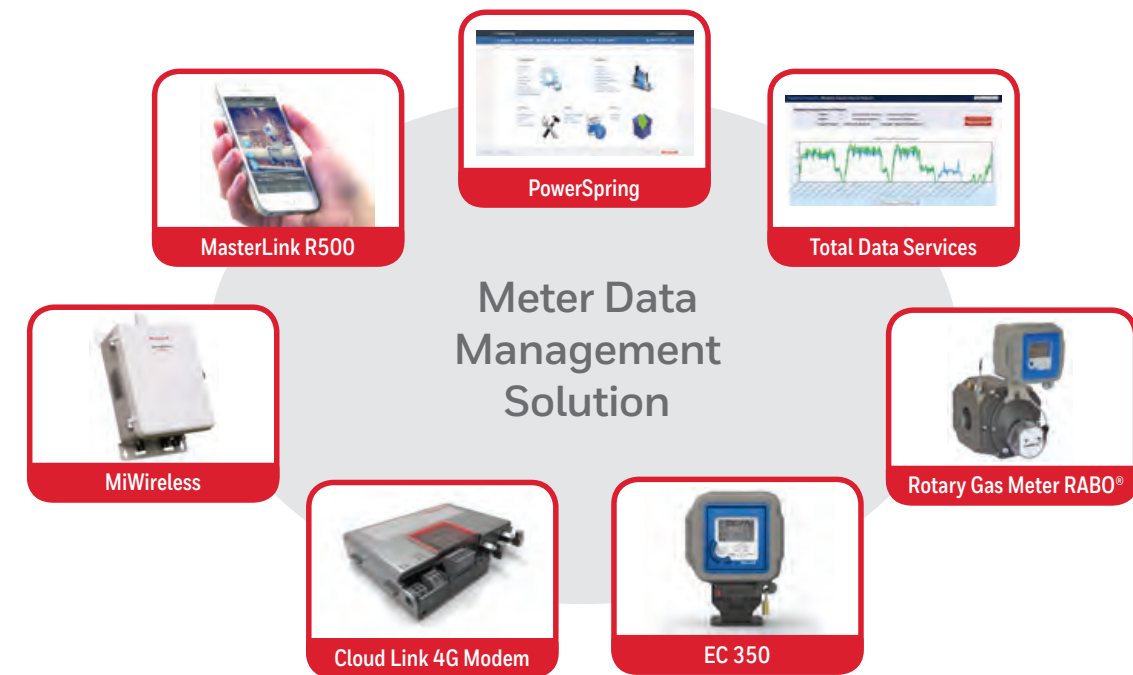 PowerSpring
MasterLink R500
Total Data Services
Meter Data
Management
Solution
MiWireless
Rotary Gas Meter RABO®
Cloud Link 4G Modem
EC 350